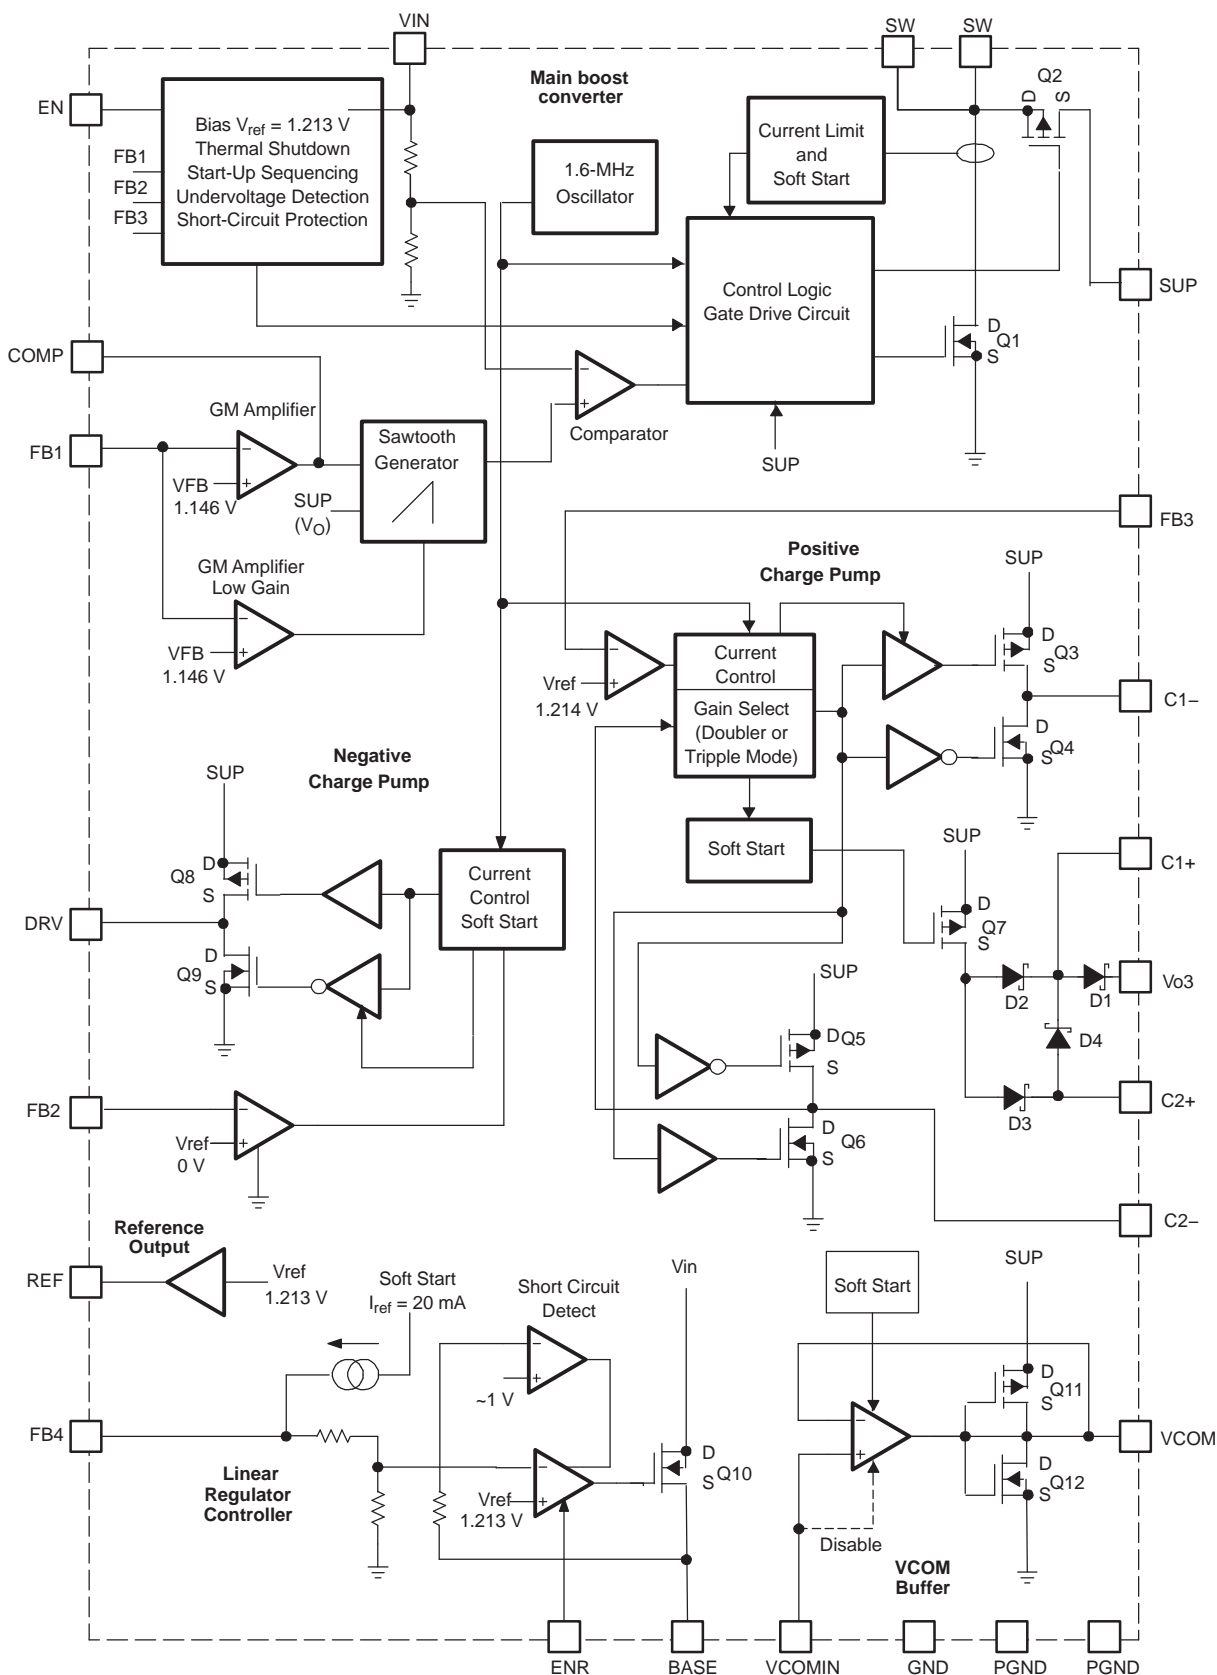 VIN
SW
SW
Main boost
converter
Q2
D
S
EN
Bias Vref = 1.213 V
Thermal Shutdown
Start-Up Sequencing
Undervoltage Detection
Short-Circuit Protection
FB1
FB2
FB3
1.6-MHz
Oscillator
Current Limit
and
Soft Start
Control Logic
Gate Drive Circuit
SUP
D
Q1
S
COMP
GM Amplifier
FB1
−
+
VFB
1.146 V
Sawtooth
Generator
SUP
(VO)
−
+
Comparator
SUP
FB3
GM Amplifier
Low Gain
−
+
VFB
1.146 V
Positive
Charge Pump
SUP
−
+
Vref
1.214 V
Current
Control
Gain Select
(Doubler or
Tripple Mode)
D
Q3
S
C1–
D
Q4
S
Negative
Charge Pump
SUP
Soft Start
SUP
C1+
D
Q8
S
Current
Control
Soft Start
DRV
D
Q9
S
D
Q7
S
SUP
D2
D1
Vo3
D4
D
Q5
S
FB2
−
+
Vref
0 V
D3
C2+
D
Q6
S
C2–
Reference
Output
REF
Vref
1.213 V
Soft Start
Iref = 20 mA
Short Circuit
Detect
Vin
Soft Start
SUP
−
+
~1 V
D
Q11
S
FB4
−
+
VCOM
Linear
Regulator
Controller
−
+
Vref
1.213 V
D
Q10
S
D
Q12
S
Disable
VCOM
Buffer
ENR
BASE
VCOMIN
GND
PGND
PGND